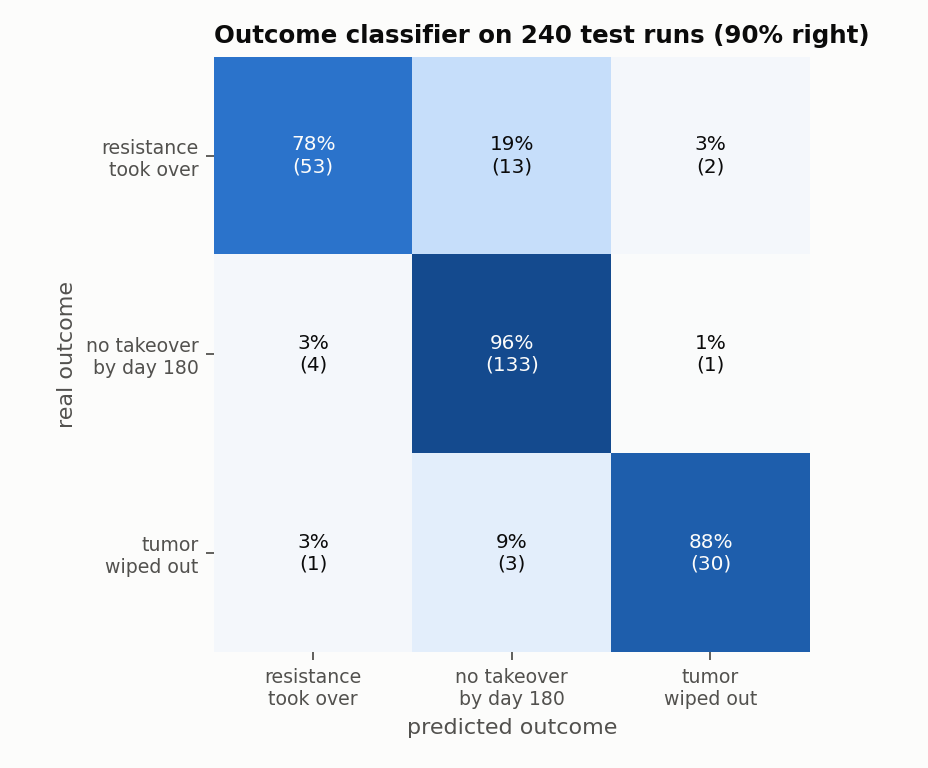 Outcome classifier on 240 test runs (90% right)
real outcome
resistance
took over
78%
(53)
19%
(13)
3%
(2)
no takeover
by day 180
3%
(4)
96%
(133)
1%
(1)
tumor
wiped out
3%
(1)
9%
(3)
88%
(30)
resistance
took over
no takeover
by day 180
tumor
wiped out
predicted outcome